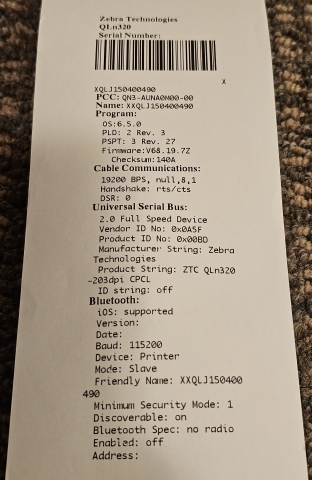 Zebra Technologies
QLn320
Serial Number:
X
XQLJ150400490
PCC: QN3-AUNA0M00-00
Name: XXQLJ150400490
Program:
OS:6.5.0
PLD: 2 Rev. 3
PSPT: 3 Rev. 27
Firmware:V68.19.7Z
Checksum:140A
Cable Communications:
19200 BPS, null,8,1
Handshake: rts/cts
DSR: 0
Universal Serial Bus:
2.0 Full Speed Device
Vendor ID No: 0x0A5F
Product ID No: 0x00BD
Manufacturer String: Zebra
Technologies
Product String: ZTC QLn320
-203dpi CPCL
ID string: off
Bluetooth:
iOS: supported
Version:
Date:
Baud: 115200
Device: Printer
Mode: Slave
Friendly Name: XXQLJ150400
490
Minimum Security Mode: 1
Discoverable: on
Bluetooth Spec: no radio
Enabled: off
Address: